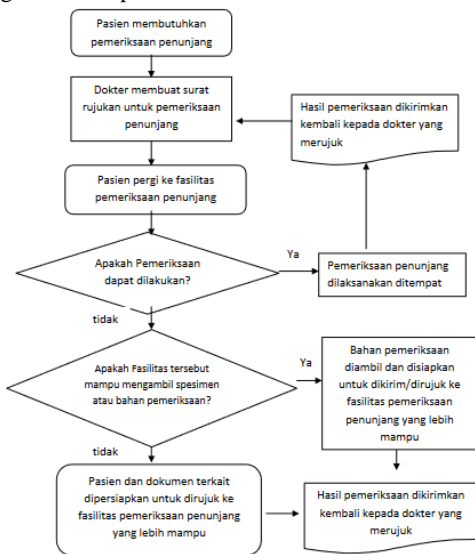 Pasien membutuhkan
pemeriksaan penunjang
Dokter membuat surat
rujukan untuk pemeriksaan
penunjang
Hasil pemeriksaan dikirimkan
kembali kepada dokter yang
merujuk
Pasien pergi ke fasilitas
pemeriksaan penunjang
Apakah Pemeriksaan
dapat dilakukan?
Ya
Pemeriksaan penunjang
dilaksanakan ditempat
tidak
Apakah Fasilitas tersebut
mampu mengambil spesimen
atau bahan pemeriksaan?
Ya
Bahan pemeriksaan
diambil dan disiapkan
untuk dikirim/dirujuk ke
fasilitas pemeriksaan
penunjang yang lebih
mampu
tidak
Pasien dan dokumen terkait
dipersiapkan untuk dirujuk ke
fasilitas pemeriksaan penunjang
yang lebih mampu
Hasil pemeriksaan dikirimkan
kembali kepada dokter yang
merujuk